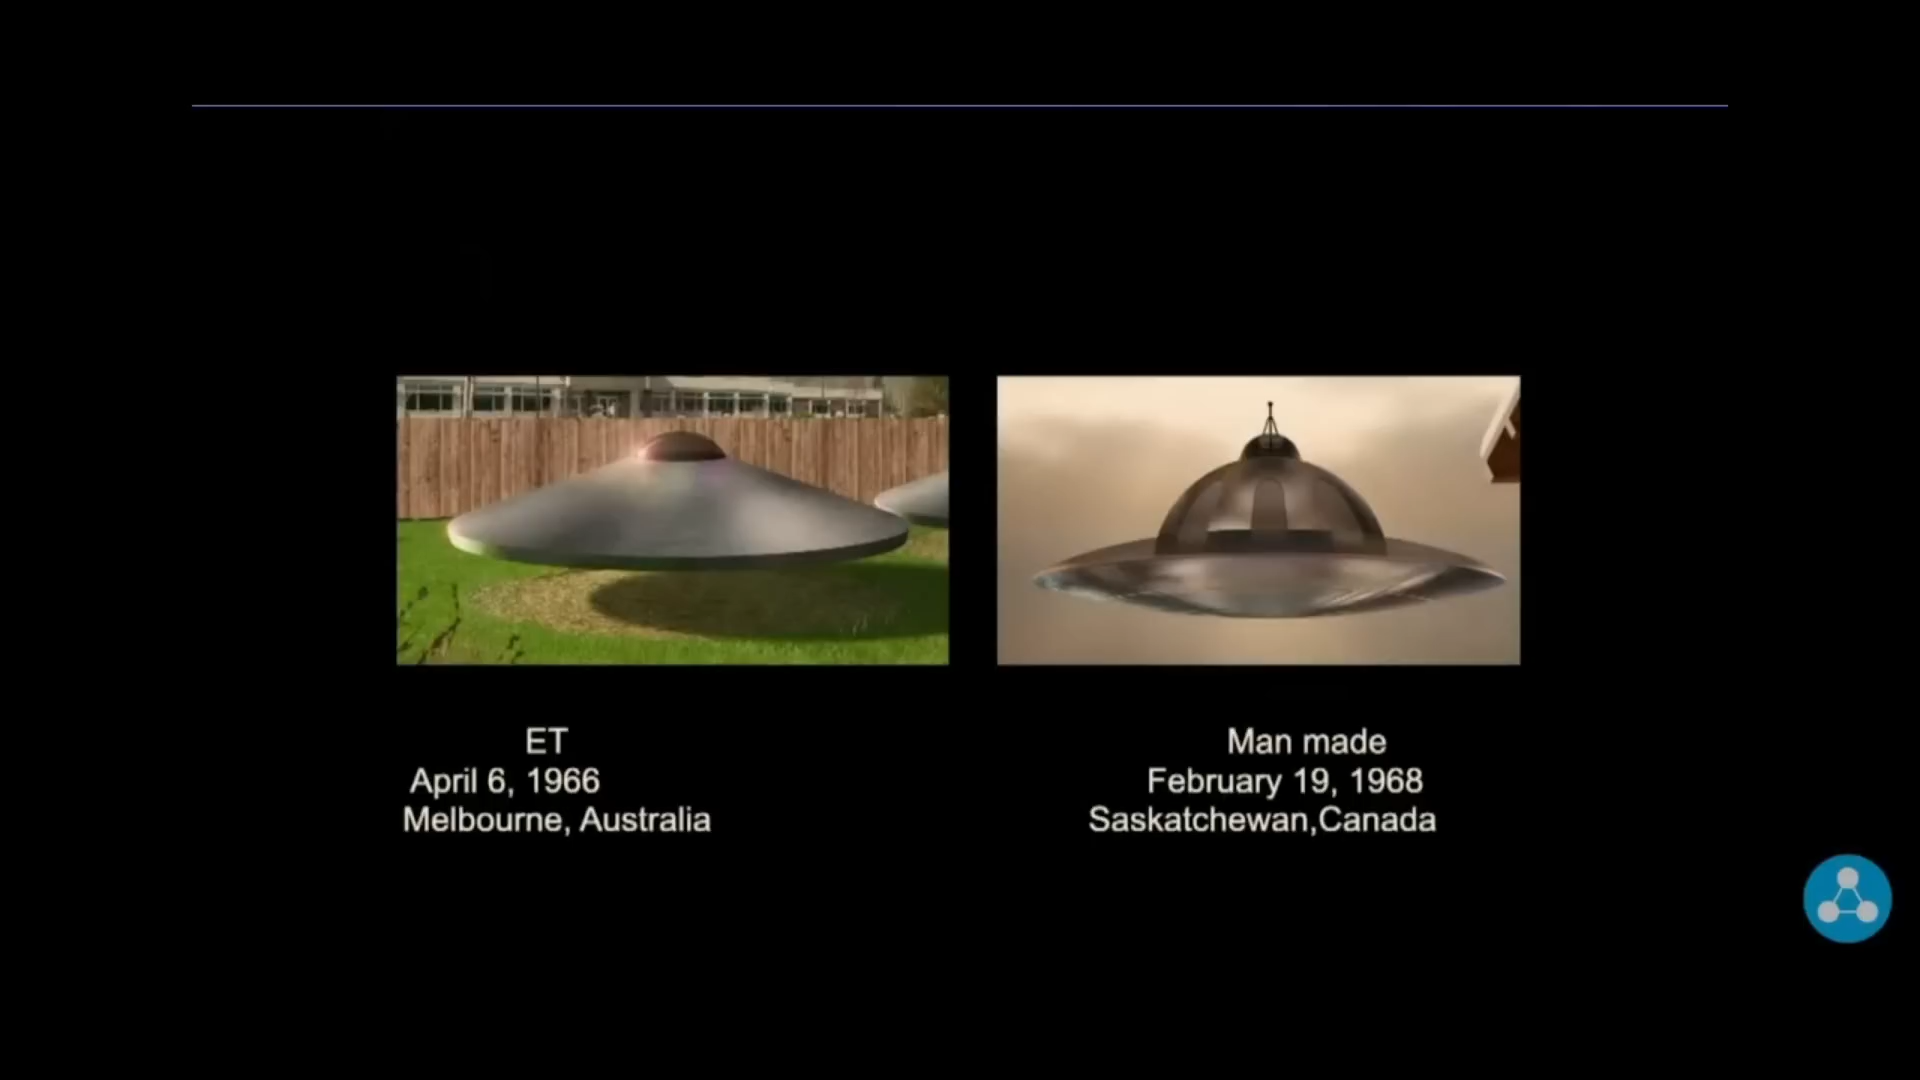 ET
April 6, 1966
Melbourne, Australia
Man made
February 19, 1968
Saskatchewan,Canada